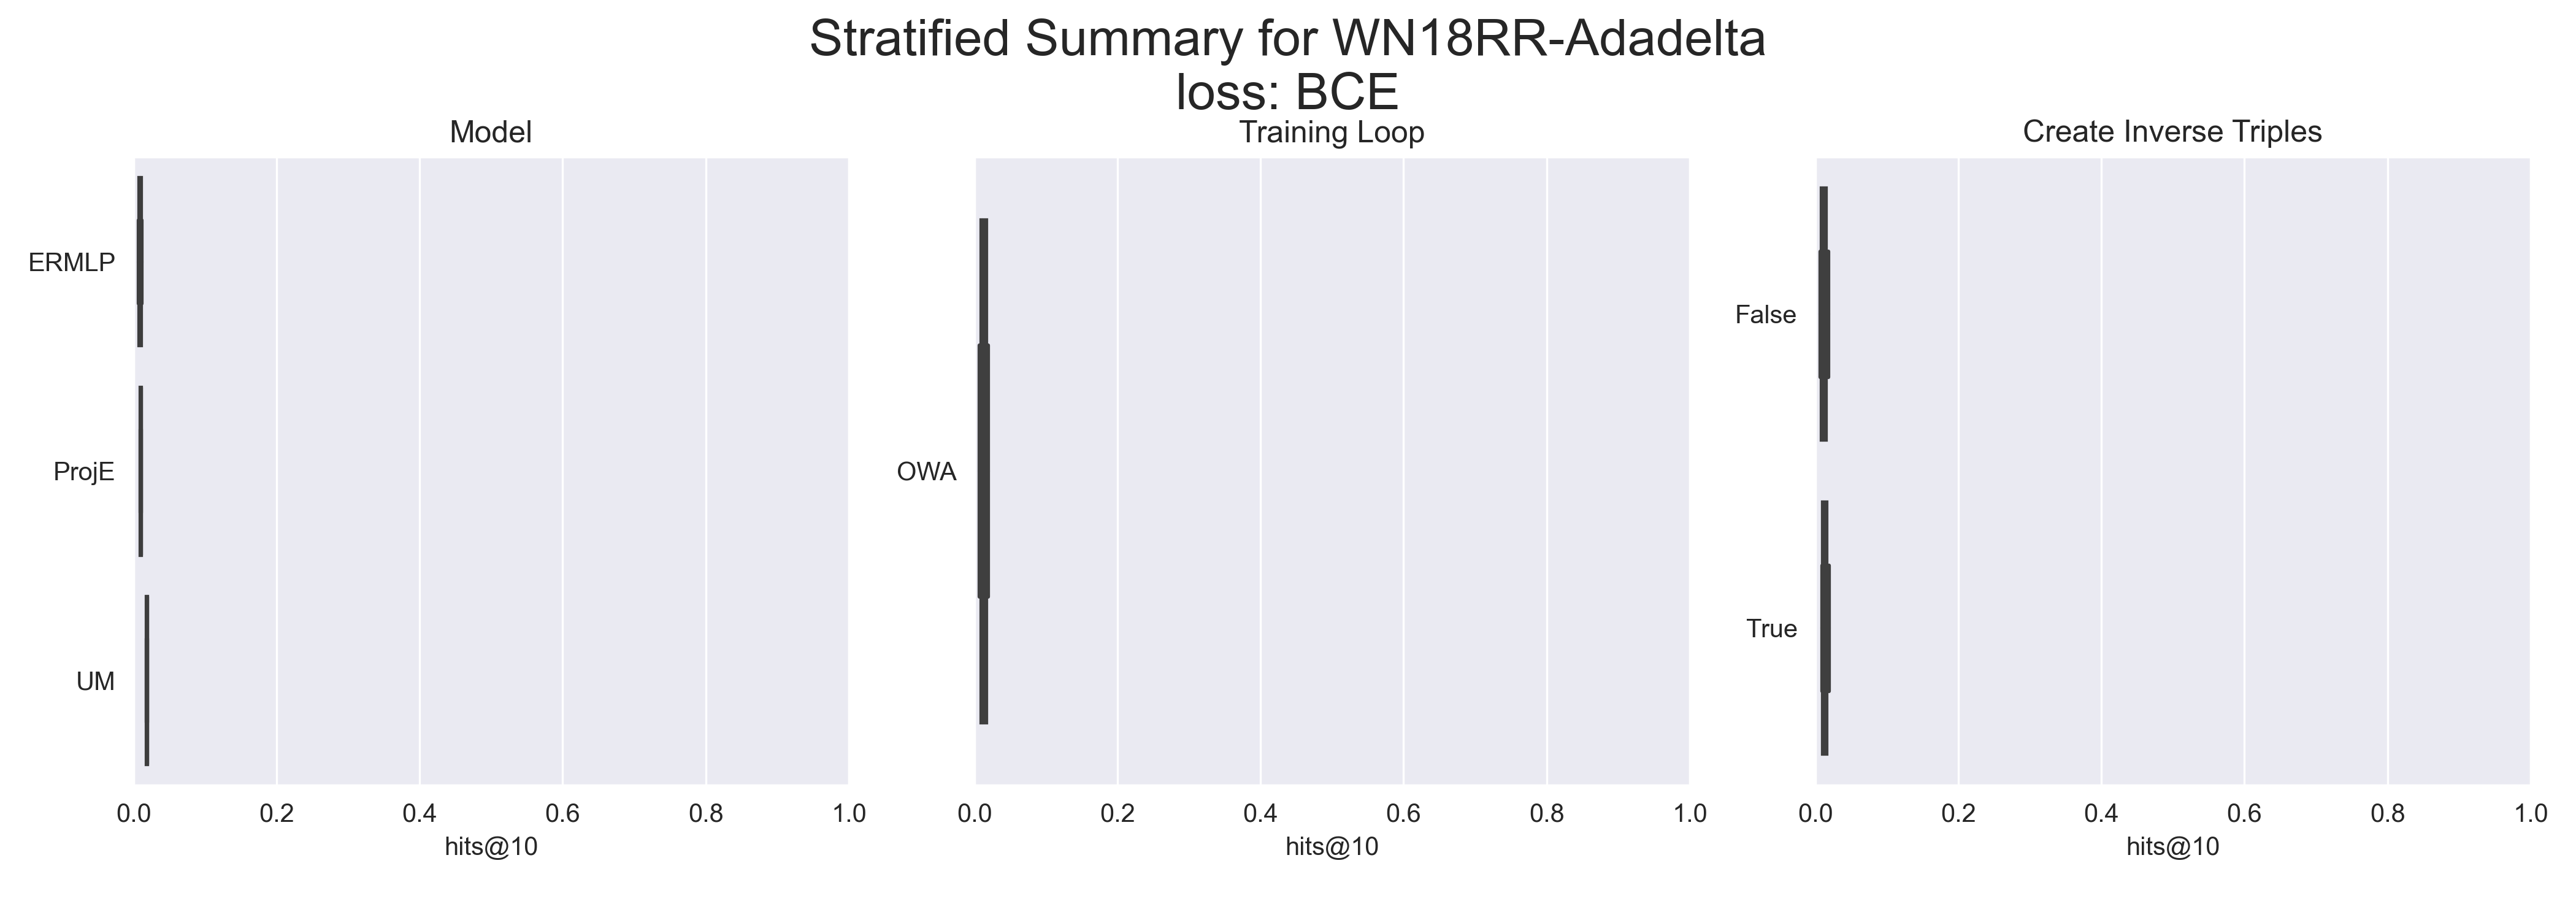 Stratified Summary for WN18RR-Adadelta
loss: BCE
Model
ERMLP
ProjE
UM
0.0 0.2 0.4 0.6 0.8 1.0
hits@10
Training Loop
OWA
0.0 0.2 0.4 0.6 0.8 1.0
hits@10
Create Inverse Triples
False
True
0.0 0.2 0.4 0.6 0.8 1.0
hits@10